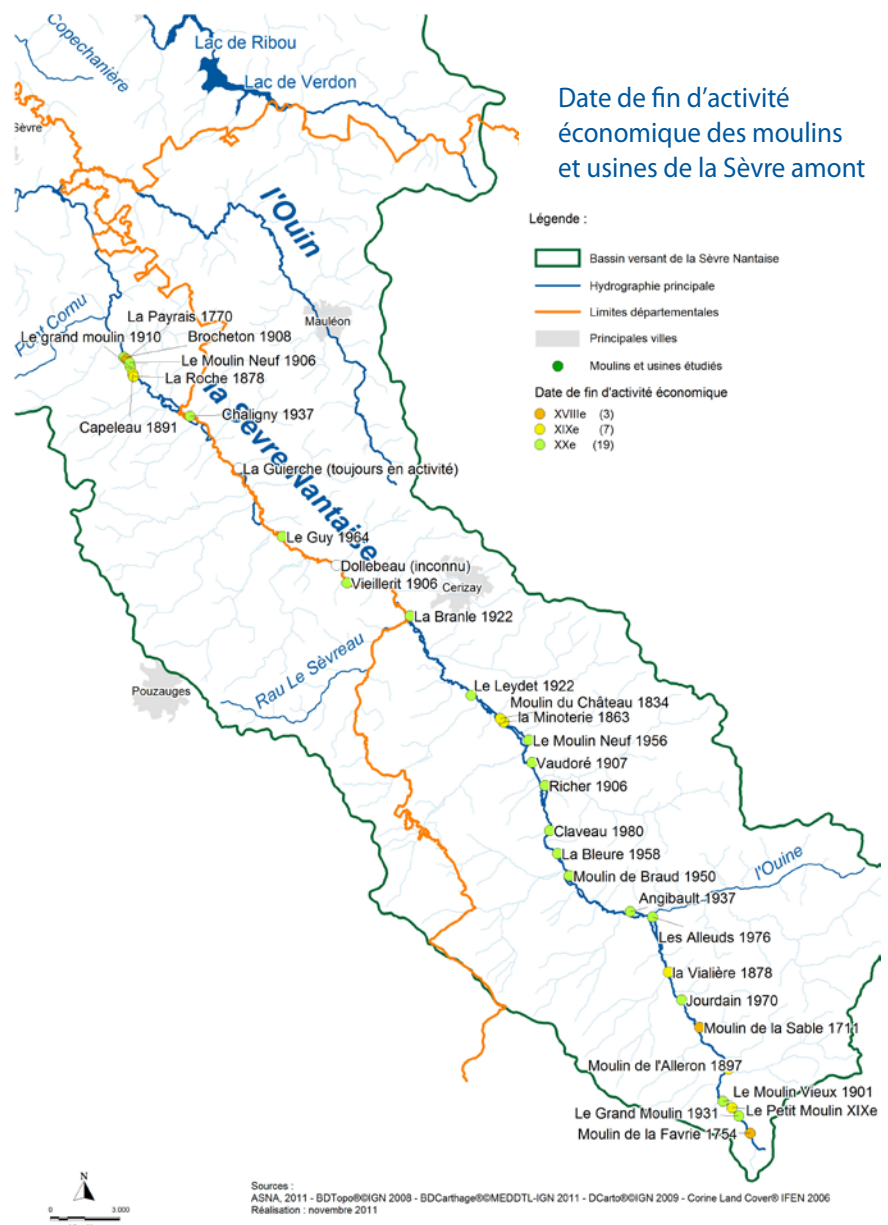 Copechanière
Lac de Ribou
Lac de Verdon
Sèvre
Date de fin d'activité
économique des moulins
et usines de la Sèvre amont
Légende :
Bassin versant de la Sèvre Nantaise
Hydrographie principale
Limites départementales
Principales villes
Moulins et usines étudiés
Date de fin d'activité économique
XVIIIe (3)
XIXe (7)
XXe (19)
l'Ouin
Mauléon
Pont Cornu
La Payrais 1770
Le grand moulin 1910
Brocheton 1908
Le Moulin Neuf 1906
La Roche 1878
Capeleau 1891
Chaligny 1937
la Sèvre Nantaise
La Guierche (toujours en activité)
Le Guy 1964
Dollebeau (inconnu)
Vieillerit 1906
Cerizay
La Branle 1922
Rau Le Sèvreau
Pouzauges
Le Leydet 1922
Moulin du Château 1834
la Minoterie 1863
Le Moulin Neuf 1956
Vaudoré 1907
Richer 1906
Claveau 1980
La Bleure 1958
Moulin de Braud 1950
l'Ouine
Angibault 1937
Les Alleuds 1976
la Vialière 1878
Jourdain 1970
Moulin de la Sable 1711
Moulin de l'Alleron 1897
Le Moulin Vieux 1901
Le Petit Moulin XIXe
Le Grand Moulin 1931
Moulin de la Favrie 1754
N
0 3 000
Sources :
ASNA, 2011 - BDTopo®©IGN 2008 - BDCarthage®©MEDDTL-IGN 2011 - DCarto®©IGN 2009 - Corine Land Cover® IFEN 2006
Réalisation : novembre 2011